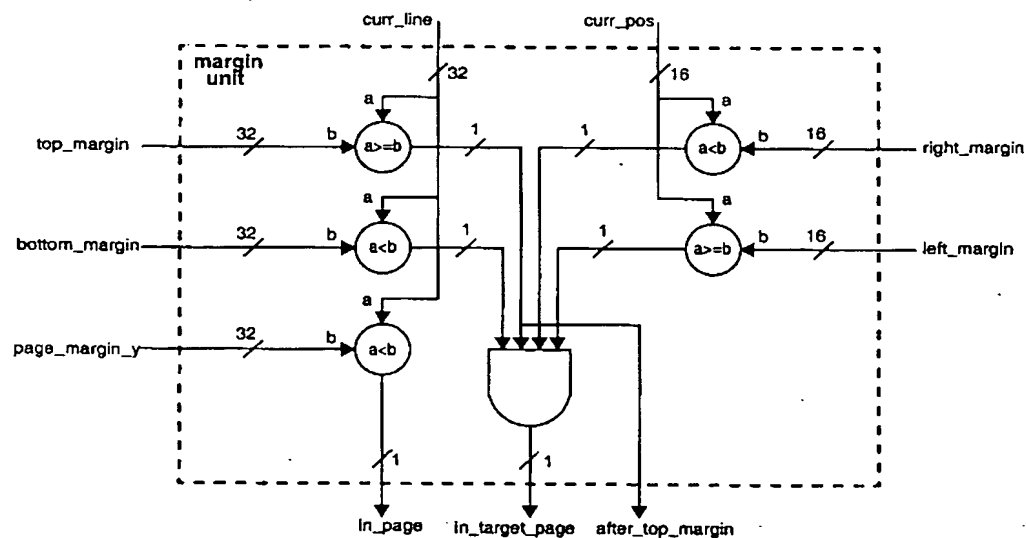 curr_line
curr_pos
margin
unit
32
16
a
a
top_margin
32
b
a>=b
1
1
a<b
b
16
right_margin
a
a
bottom_margin
32
b
a<b
1
1
a>=b
b
16
left_margin
a
page_margin_y
32
b
a<b
1
1
in_page
in_target_page
after_top_margin